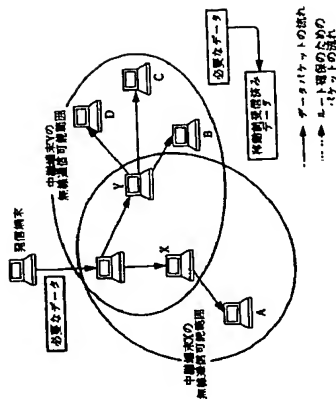 発信端末
必要なデータ
中継端末Yの
無線通信可能範囲
D
C
Y
B
X
A
中継端末Xの
無線通信可能範囲
必要なデータ
移動前受信済み
データ
データパケットの流れ
ルート確保のための
パケットの流れ